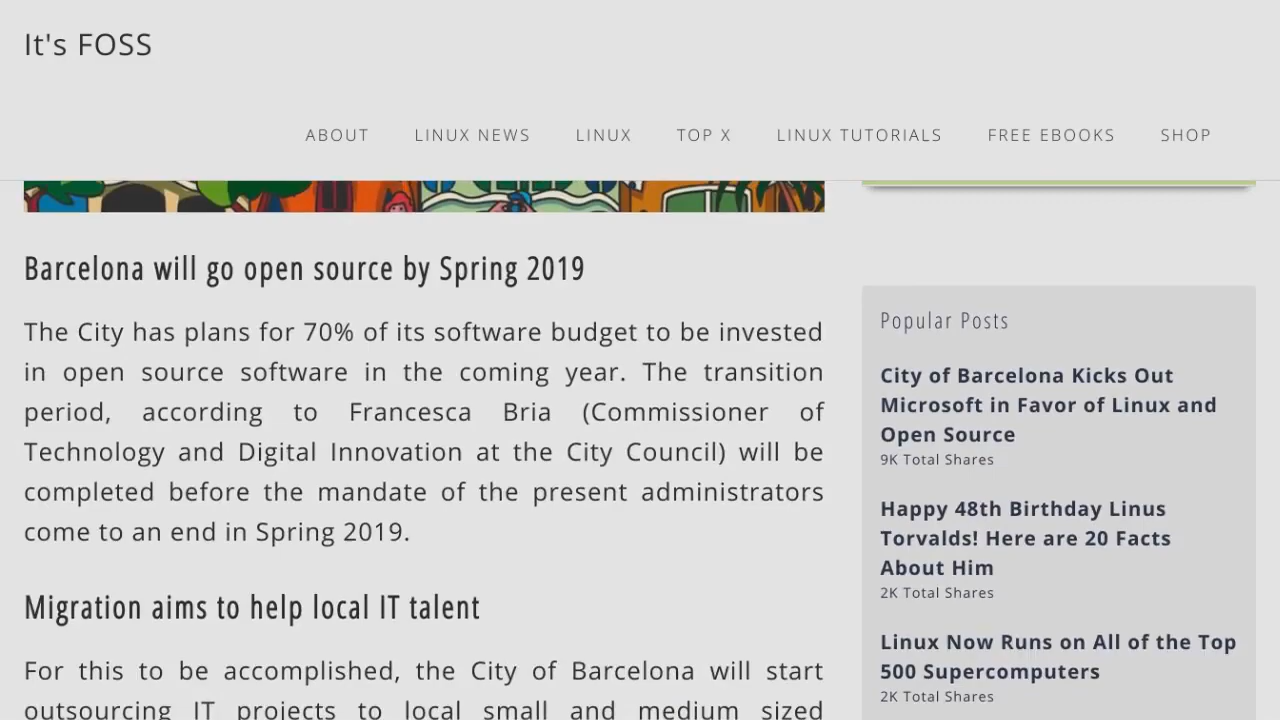 It's FOSS
ABOUT LINUX NEWS LINUX TOP X LINUX TUTORIALS FREE EBOOKS SHOP
Barcelona will go open source by Spring 2019
The City has plans for 70% of its software budget to be invested
in open source software in the coming year. The transition
period, according to Francesca Bria (Commissioner of
Technology and Digital Innovation at the City Council) will be
completed before the mandate of the present administrators
come to an end in Spring 2019.
Migration aims to help local IT talent
For this to be accomplished, the City of Barcelona will start
outsourcing IT projects to local small and medium sized
Popular Posts
City of Barcelona Kicks Out
Microsoft in Favor of Linux and
Open Source
9K Total Shares
Happy 48th Birthday Linus
Torvalds! Here are 20 Facts
About Him
2K Total Shares
Linux Now Runs on All of the Top
500 Supercomputers
2K Total Shares